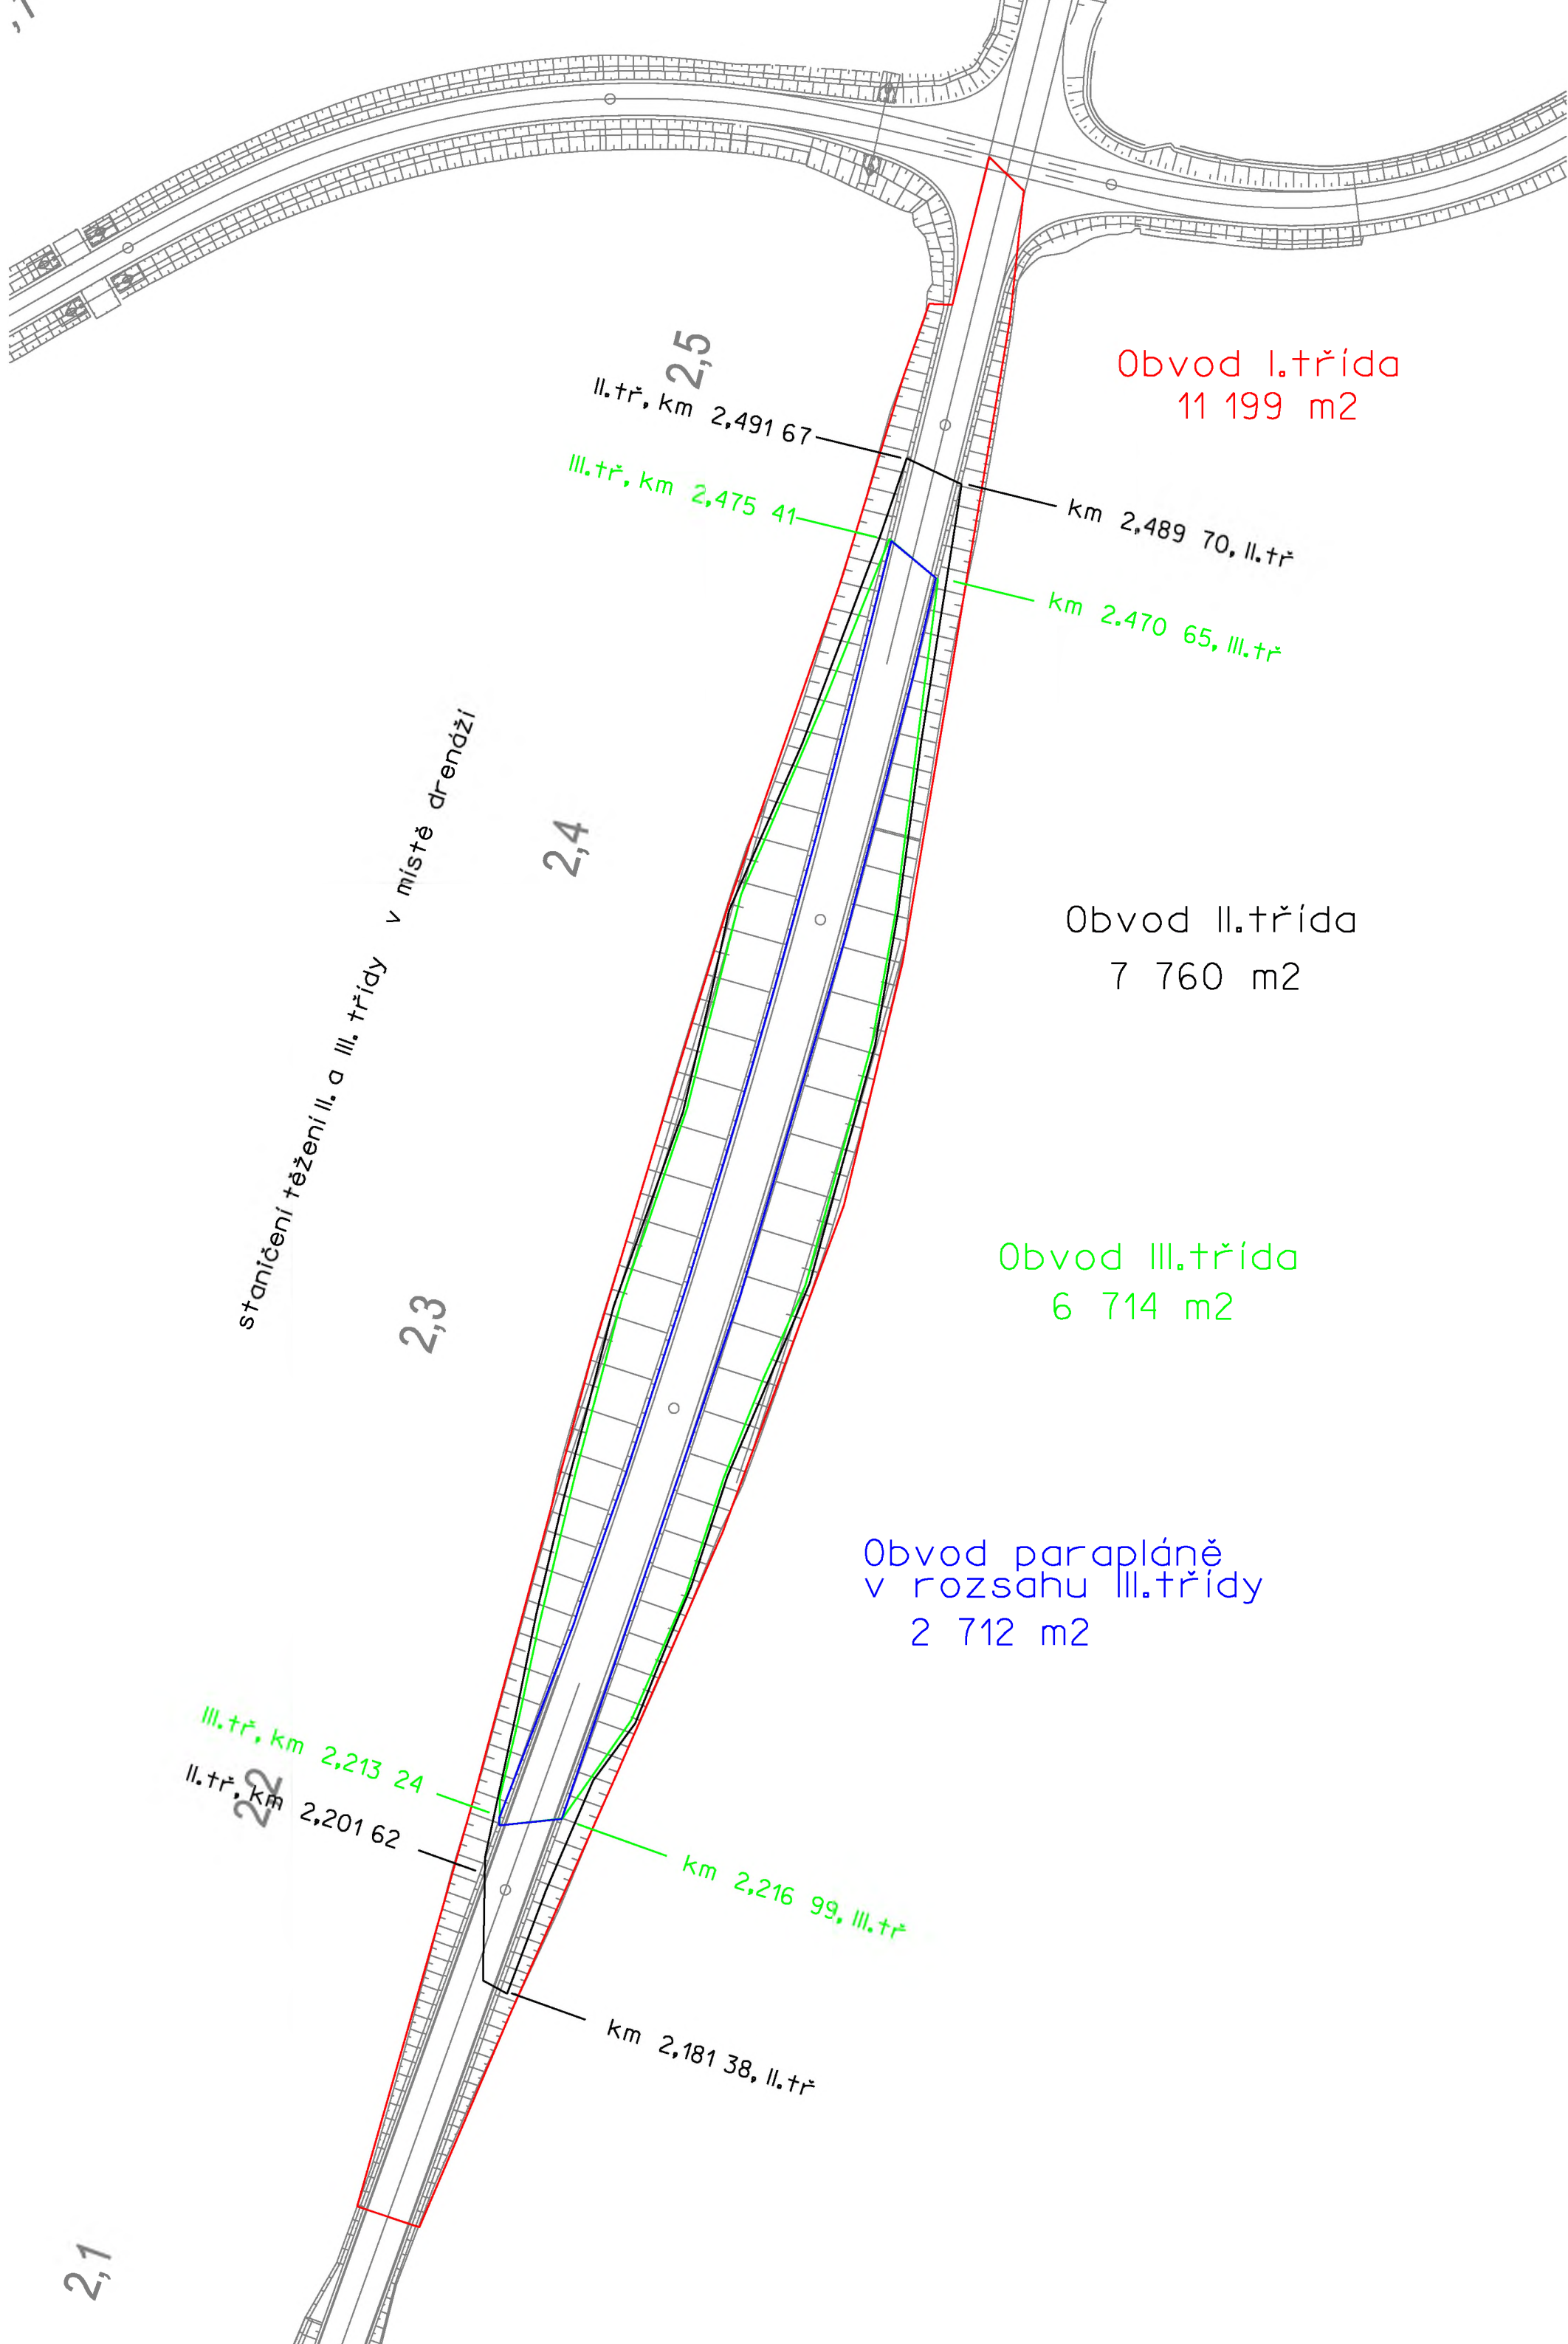 2,5
Obvod I.třída
11 199 m2
II.tř, km 2,491 67
III.tř, km 2,475 41
km 2,489 70, II.tř
km 2.470 65, III.tř
staničení těžení II. a III. třídy v místě drenáží
2,4
Obvod II.třída
7 760 m2
Obvod III.třída
6 714 m2
2,3
Obvod parapláně
v rozsahu III.třídy
2 712 m2
III.tř, km 2,213 24
2,2
II.tř, km 2,201 62
km 2,216 99, III.tř
km 2,181 38, II.tř
2,1